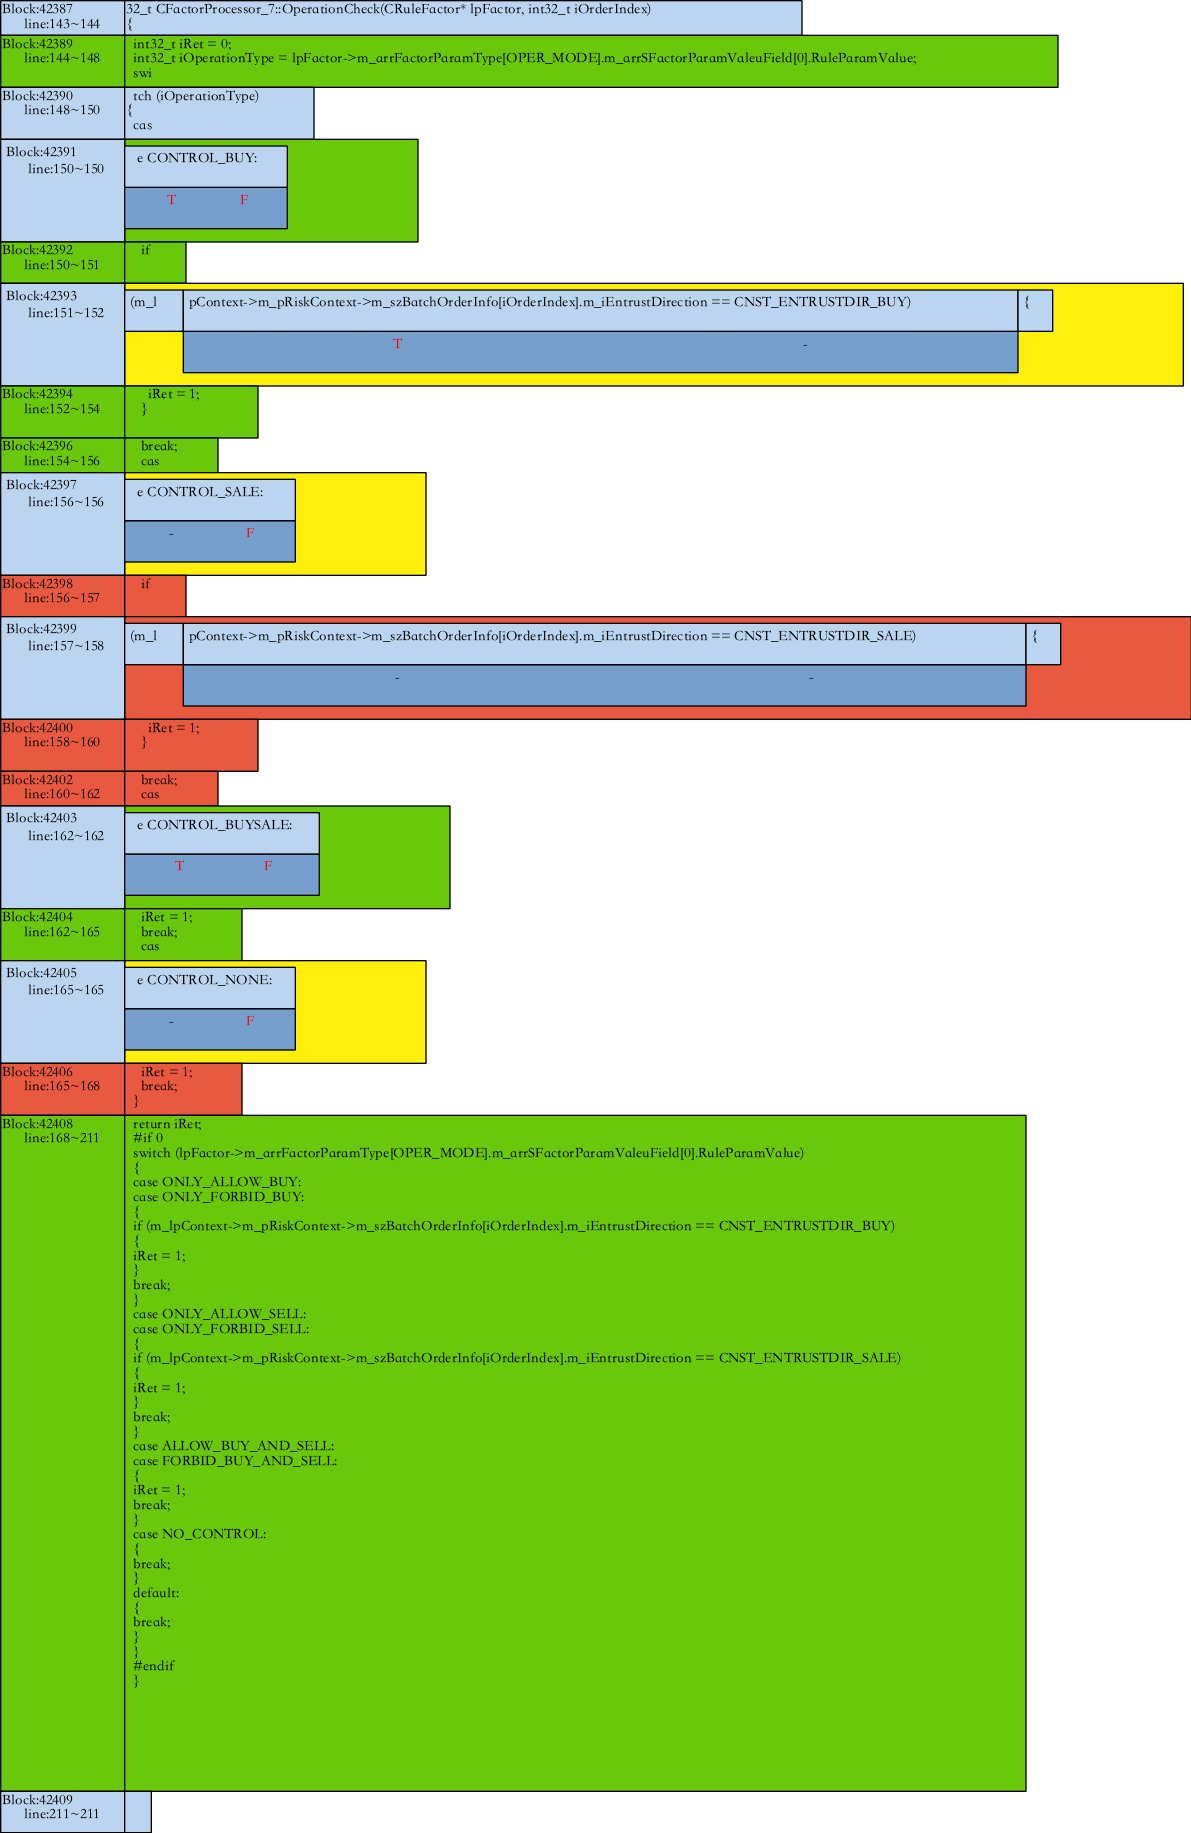 Block:42387
line:143~144
32_t CFactorProcessor_7::OperationCheck(CRuleFactor* lpFactor, int32_t iOrderIndex)
{
Block:42389
line:144~148
int32_t iRet = 0;
int32_t iOperationType = lpFactor->m_arrFactorParamType[OPER_MODE].m_arrSFactorParamValeuField[0].RuleParamValue;
swi
Block:42390
line:148~150
tch (iOperationType)
{
cas
Block:42391
line:150~150
e CONTROL_BUY:
T F
Block:42392
line:150~151
if
Block:42393
line:151~152
(m_l pContext->m_pRiskContext->m_szBatchOrderInfo[iOrderIndex].m_iEntrustDirection == CNST_ENTRUSTDIR_BUY) {
T -
Block:42394
line:152~154
iRet = 1;
}
Block:42396
line:154~156
break;
cas
Block:42397
line:156~156
e CONTROL_SALE:
- F
Block:42398
line:156~157
if
Block:42399
line:157~158
(m_l pContext->m_pRiskContext->m_szBatchOrderInfo[iOrderIndex].m_iEntrustDirection == CNST_ENTRUSTDIR_SALE) {
- -
Block:42400
line:158~160
iRet = 1;
}
Block:42402
line:160~162
break;
cas
Block:42403
line:162~162
e CONTROL_BUYSALE:
T F
Block:42404
line:162~165
iRet = 1;
break;
cas
Block:42405
line:165~165
e CONTROL_NONE:
- F
Block:42406
line:165~168
iRet = 1;
break;
}
Block:42408
line:168~211
return iRet;
#if 0
switch (lpFactor->m_arrFactorParamType[OPER_MODE].m_arrSFactorParamValeuField[0].RuleParamValue)
{
case ONLY_ALLOW_BUY:
case ONLY_FORBID_BUY:
{
if (m_lpContext->m_pRiskContext->m_szBatchOrderInfo[iOrderIndex].m_iEntrustDirection == CNST_ENTRUSTDIR_BUY)
{
iRet = 1;
}
break;
}
case ONLY_ALLOW_SELL:
case ONLY_FORBID_SELL:
{
if (m_lpContext->m_pRiskContext->m_szBatchOrderInfo[iOrderIndex].m_iEntrustDirection == CNST_ENTRUSTDIR_SALE)
{
iRet = 1;
}
break;
}
case ALLOW_BUY_AND_SELL:
case FORBID_BUY_AND_SELL:
{
iRet = 1;
break;
}
case NO_CONTROL:
{
break;
}
default:
{
break;
}
}
#endif
}
Block:42409
line:211~211